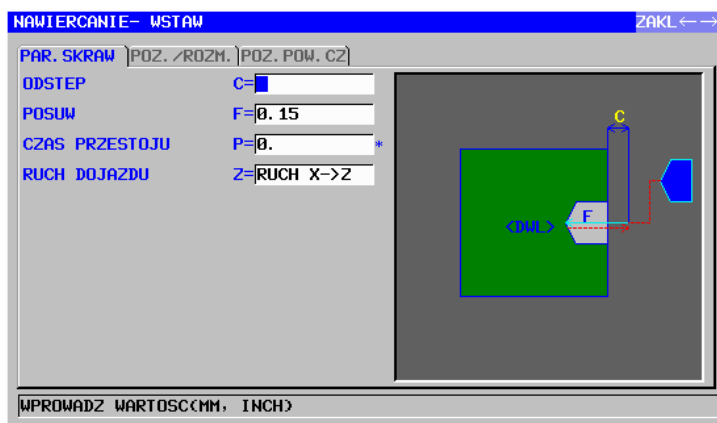 NAWIERCANIE- WSTAW ZAKL←→
PAR. SKRAW POZ. /ROZM. POZ. POW. CZ
ODSTEP C=
POSUW F=0.15
CZAS PRZESTOJU P=0. *
RUCH DOJAZDU Z=RUCH X->Z
C
F
<DWL>
WPROWADZ WARTOSC(MM, INCH)